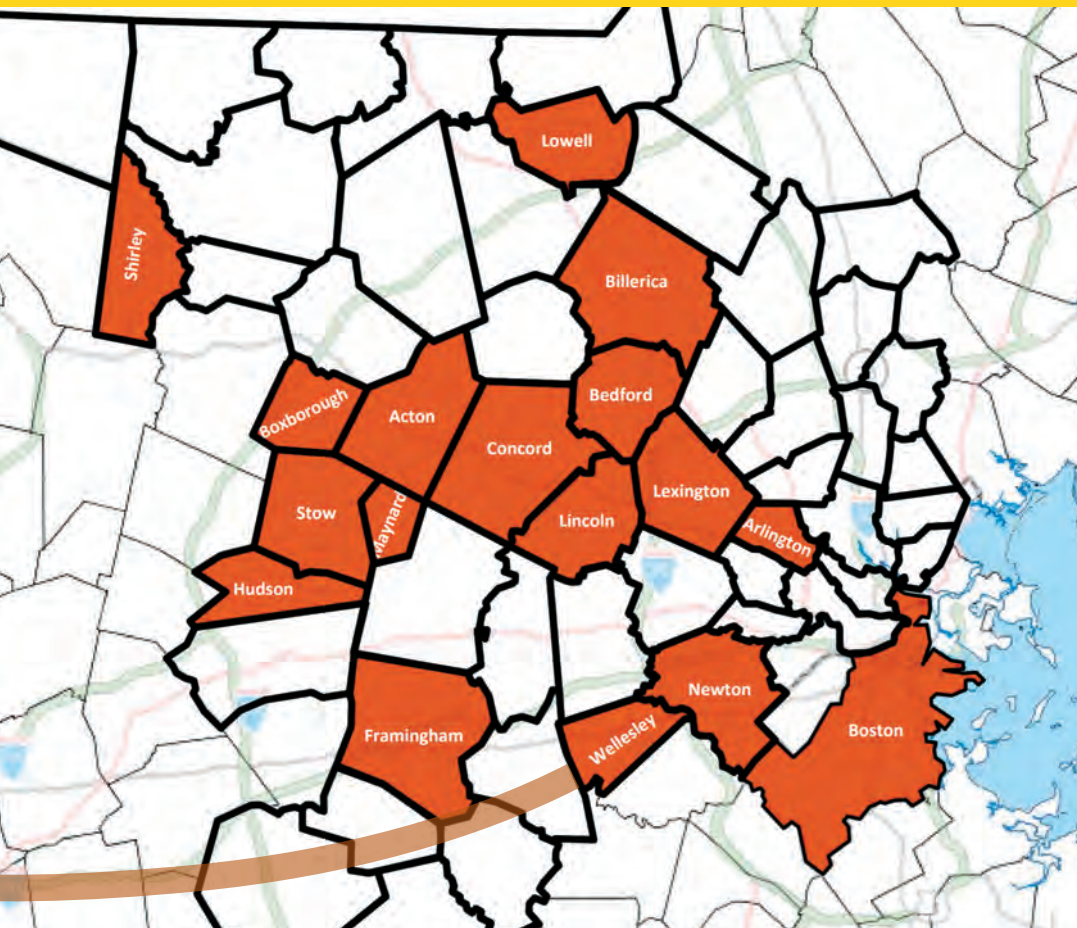 Lowell
Shirley
Billerica
Boxborough
Acton
Bedford
Concord
Lexington
Stow
Maynard
Lincoln
Arlington
Hudson
Newton
Framingham
Wellesley
Boston